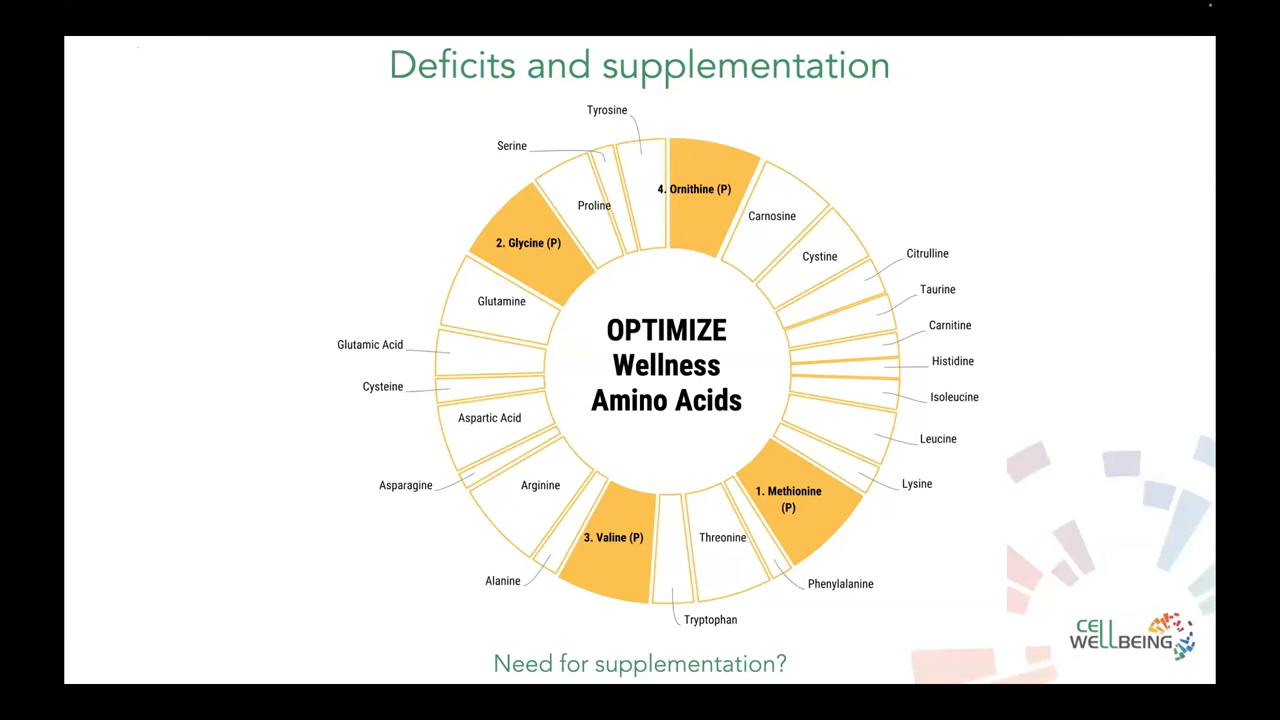 Deficits and supplementation
Tyrosine
Serine
4. Ornithine (P)
Proline
Carnosine
2. Glycine (P)
Cystine
Citrulline
Taurine
Glutamine
Carnitine
Glutamic Acid
Histidine
Cysteine
Isoleucine
Aspartic Acid
Leucine
Asparagine
Arginine
Lysine
1. Methionine
(P)
3. Valine (P)
Threonine
Alanine
Phenylalanine
Tryptophan
OPTIMIZE
Wellness
Amino Acids
Need for supplementation?
CELL
WELLBEING